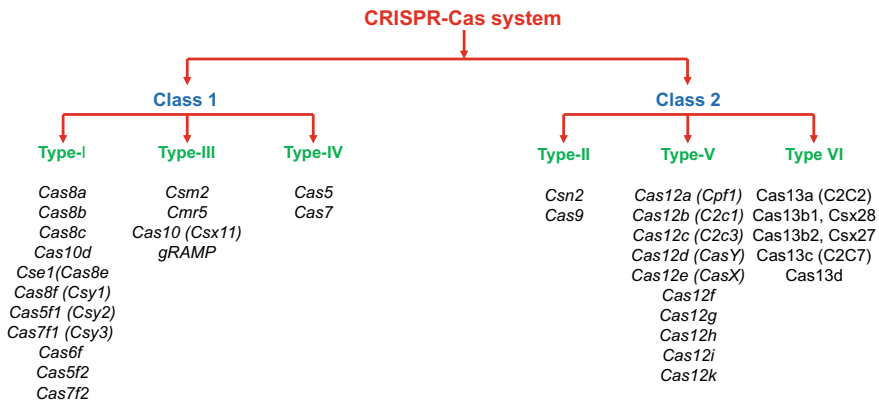 CRISPR-Cas system
Class 1
Class 2
Type-I
Type-III
Type-IV
Type-II
Type-V
Type VI
Cas8a
Cas8b
Cas8c
Cas10d
Cse1(Cas8e
Cas8f (Csy1)
Cas5f1 (Csy2)
Cas7f1 (Csy3)
Cas6f
Cas5f2
Cas7f2
Csm2
Cmr5
Cas10 (Csx11)
gRAMP
Cas5
Cas7
Csn2
Cas9
Cas12a (Cpf1)
Cas12b (C2c1)
Cas12c (C2c3)
Cas12d (CasY)
Cas12e (CasX)
Cas12f
Cas12g
Cas12h
Cas12i
Cas12k
Cas13a (C2C2)
Cas13b1, Csx28
Cas13b2, Csx27
Cas13c (C2C7)
Cas13d